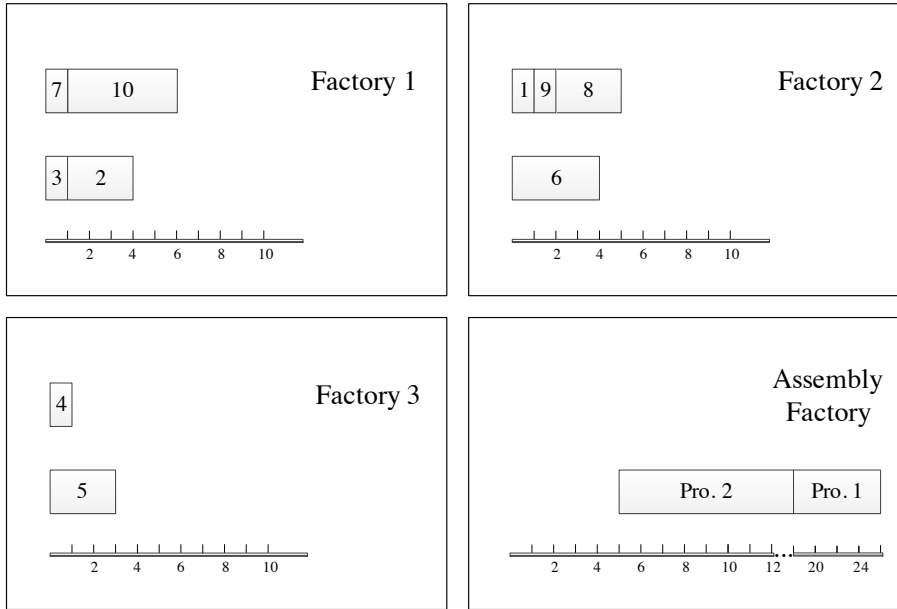 Factory 1
7 10
3 2
2 4 6 8 10
Factory 2
1 9 8
6
2 4 6 8 10
Factory 3
4
5
2 4 6 8 10
Assembly
Factory
Pro. 2 Pro. 1
2 4 6 8 10 12 ... 20 24